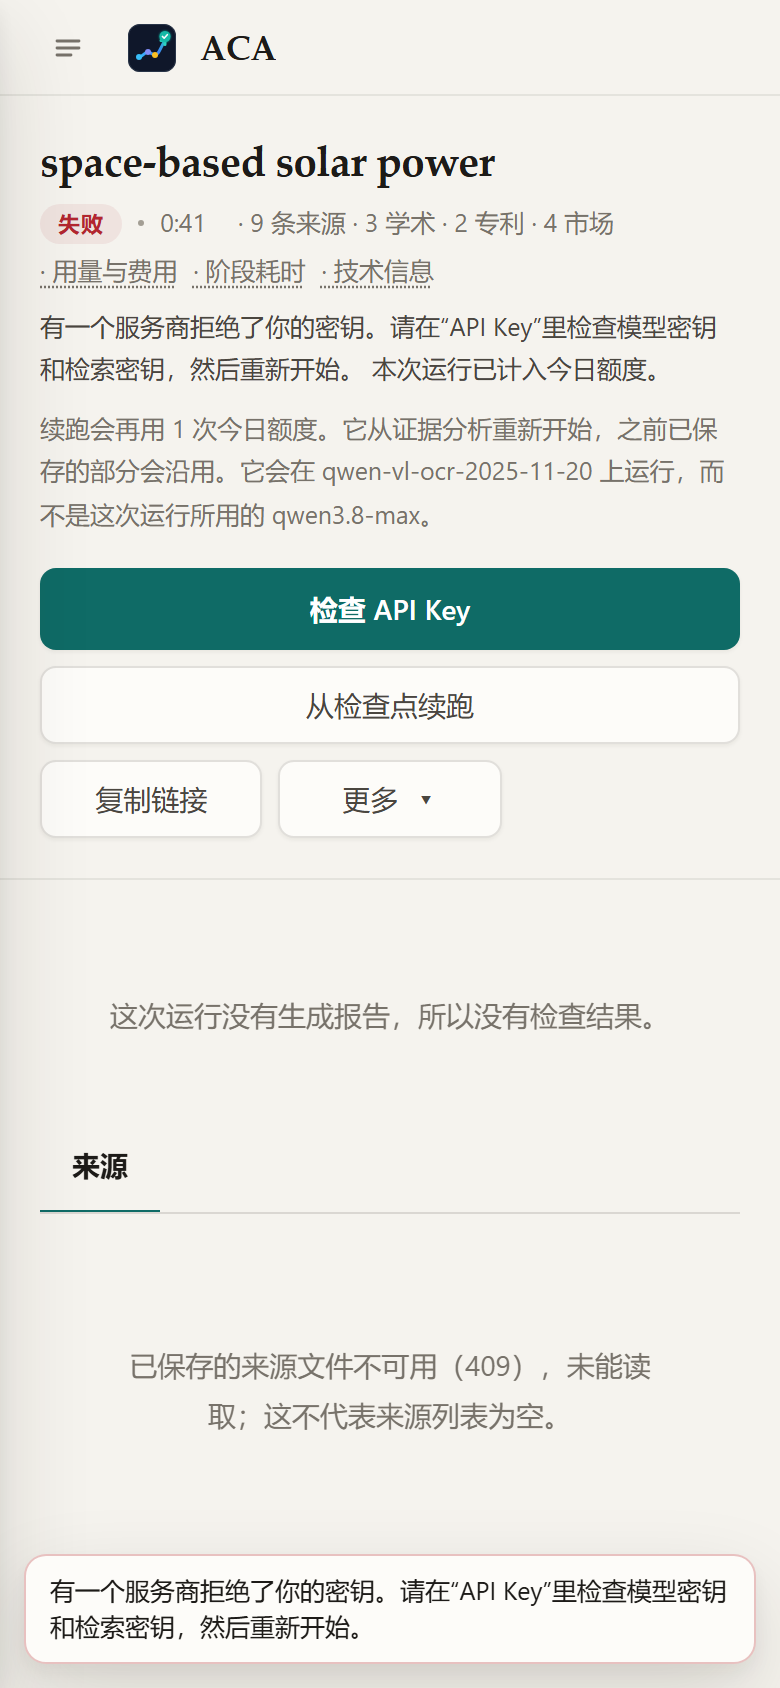 ACA
space-based solar power
失败 • 0:41 · 9 条来源 · 3 学术 · 2 专利 · 4 市场
· 用量与费用 · 阶段耗时 · 技术信息
有一个服务商拒绝了你的密钥。请在“API Key”里检查模型密钥
和检索密钥，然后重新开始。 本次运行已计入今日额度。
续跑会再用 1 次今日额度。它从证据分析重新开始，之前已保
存的部分会沿用。它会在 qwen-vl-ocr-2025-11-20 上运行，而
不是这次运行所用的 qwen3.8-max。
检查 API Key
从检查点续跑
复制链接
更多 ▾
这次运行没有生成报告，所以没有检查结果。
来源
已保存的来源文件不可用（409），未能读
取；这不代表来源列表为空。
有一个服务商拒绝了你的密钥。请在“API Key”里检查模型密钥
和检索密钥，然后重新开始。